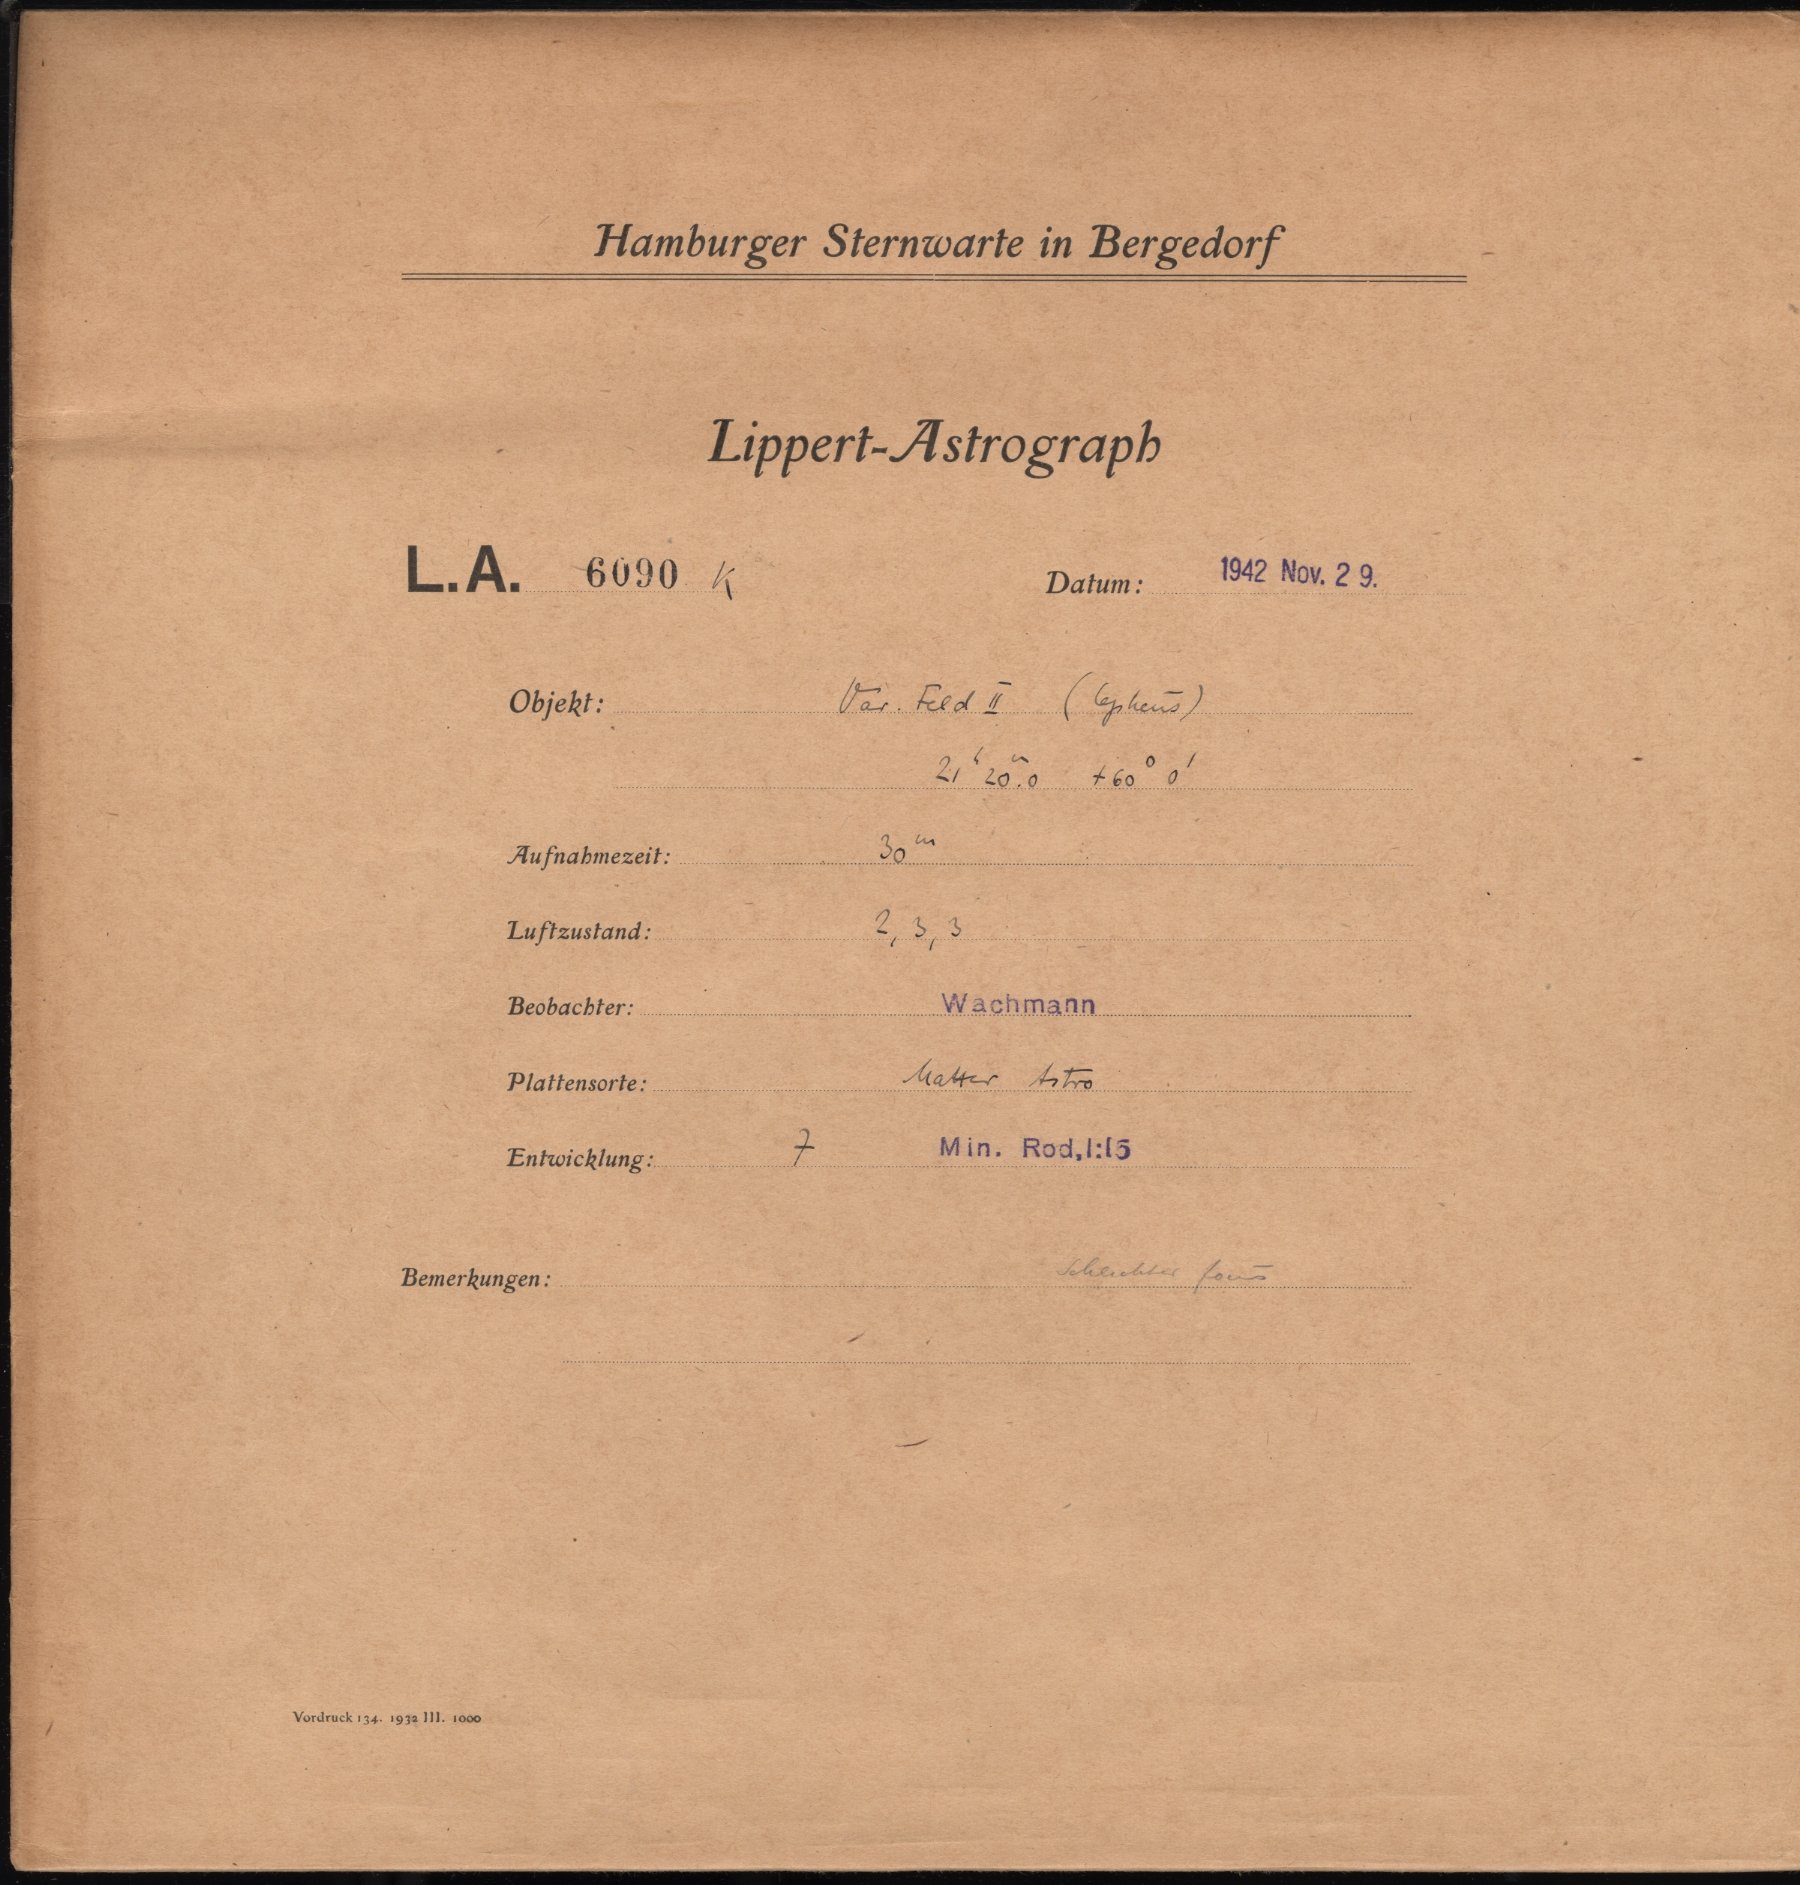 Hamburger Sternwarte in Bergedorf
Lippert-Astrograph
L.A. 6090 K Datum: 1942 Nov. 29.
Objekt: Var. Feld II (Cepheus)
21ʰ 20ᵐ.0 +60° 0'
Aufnahmezeit: 30ᵐ
Luftzustand: 2, 3, 3
Beobachter: Wachmann
Plattensorte: Matter Astro
Entwicklung: 7 Min. Rod, 1:15
Bemerkungen: Schlechter Focus
Vordruck 134. 1932 III. 1000